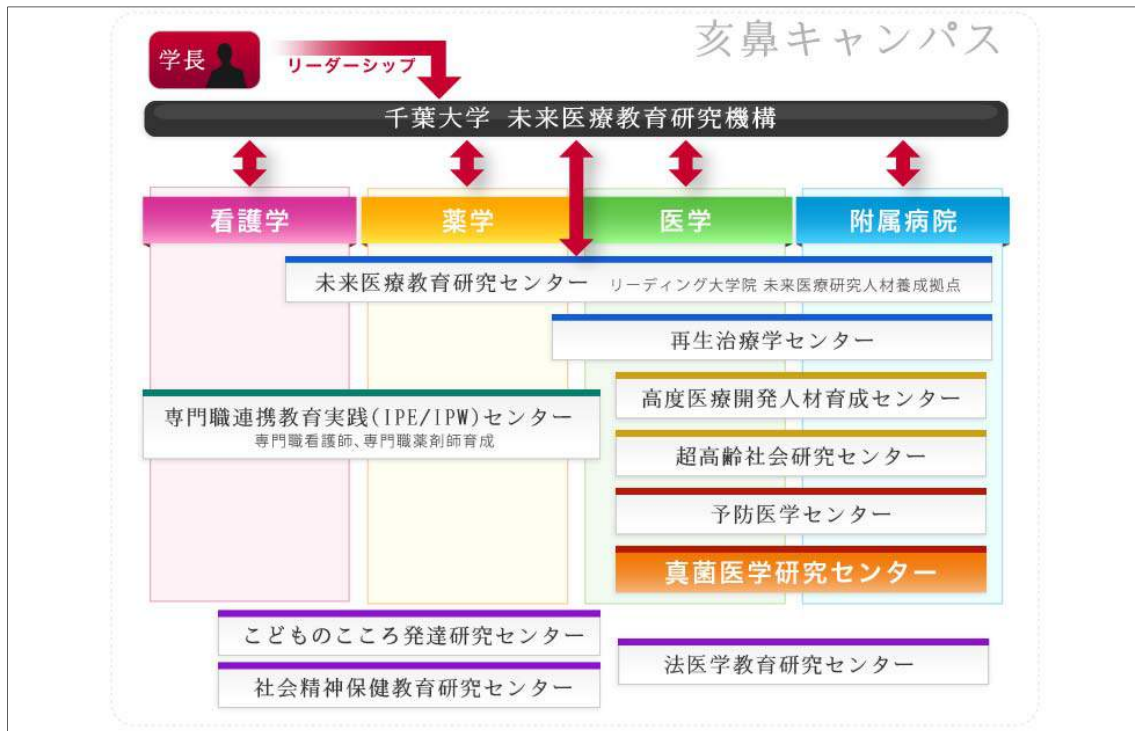 亥鼻キャンパス
学長
リーダーシップ
千葉大学 未来医療教育研究機構
看護学
薬学
医学
附属病院
未来医療教育研究センター リーディング大学院 未来医療研究人材養成拠点
再生治療学センター
高度医療開発人材育成センター
専門職連携教育実践(IPE/IPW)センター
専門職看護師、専門職薬剤師育成
超高齢社会研究センター
予防医学センター
真菌医学研究センター
こどものこころ発達研究センター
法医学教育研究センター
社会精神保健教育研究センター